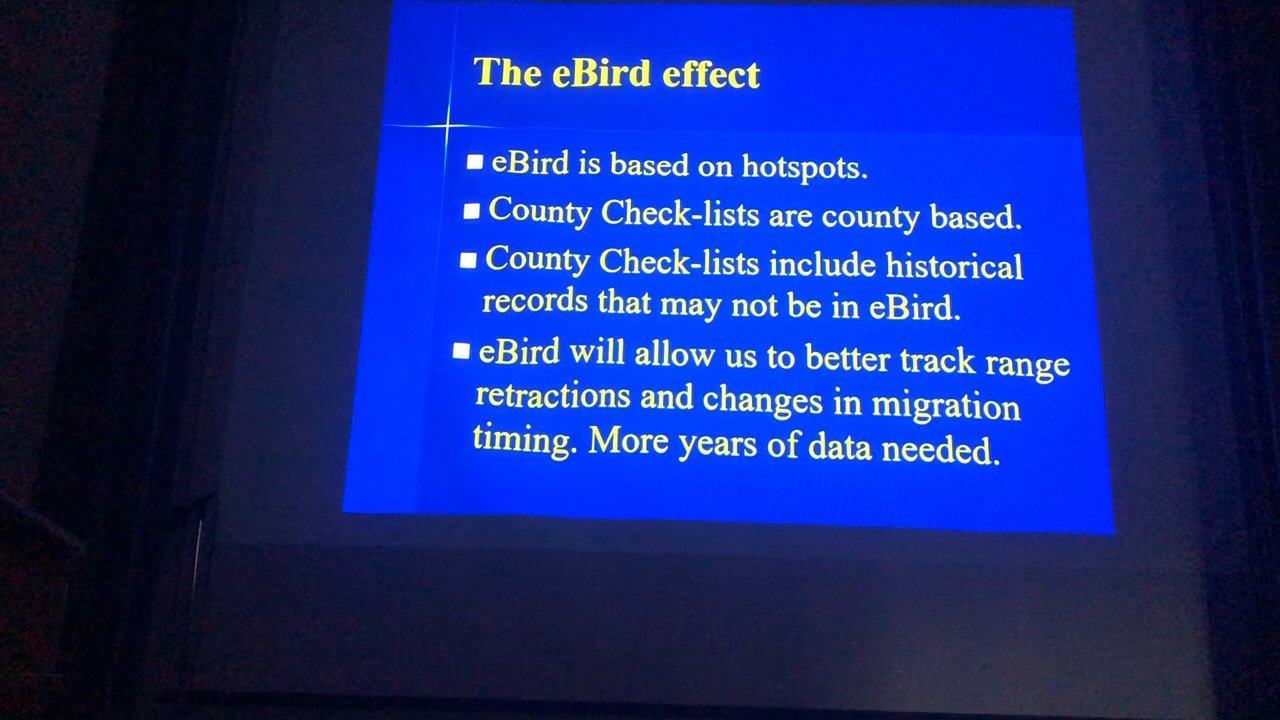 The eBird effect
eBird is based on hotspots.
County Check-lists are county based.
County Check-lists include historical
records that may not be in eBird.
eBird will allow us to better track range
retractions and changes in migration
timing. More years of data needed.